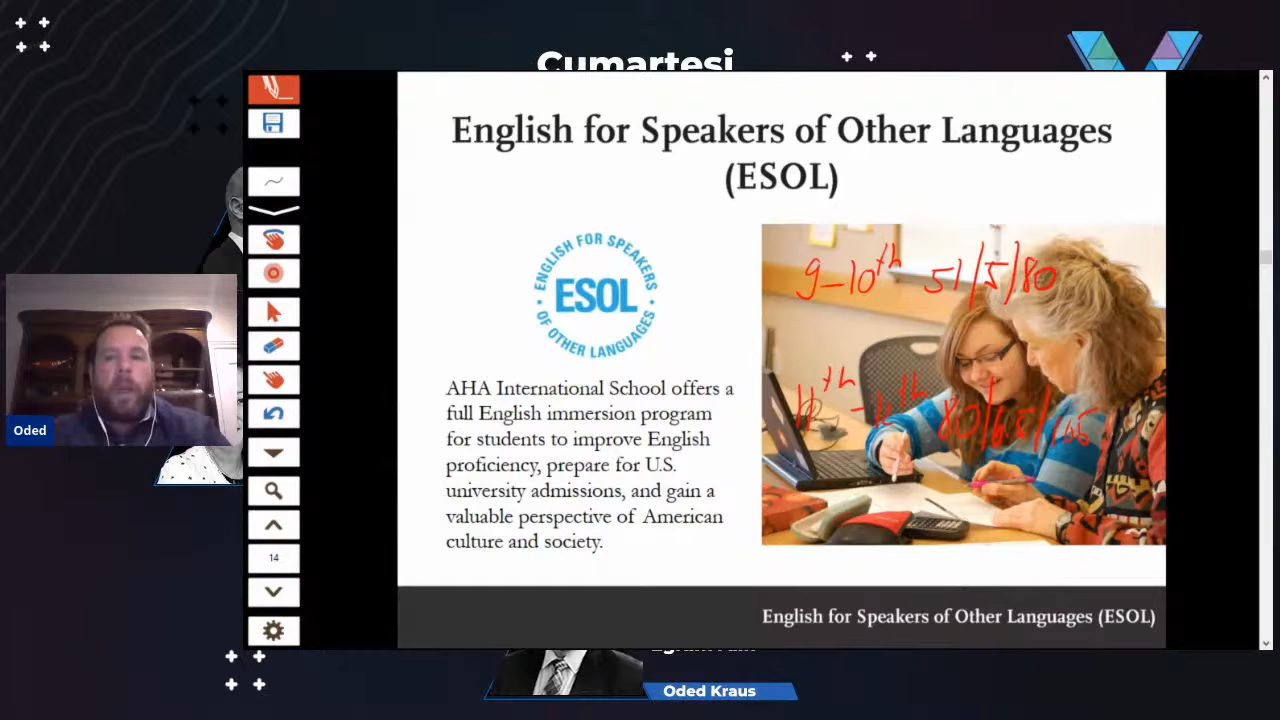 Cumartesi
English for Speakers of Other Languages
(ESOL)
ENGLISH FOR SPEAKERS
ESOL
OF OTHER LANGUAGES
9-10th 51/5/80
11th
80/65/105
AHA International School offers a
full English immersion program
for students to improve English
proficiency, prepare for U.S.
university admissions, and gain a
valuable perspective of American
culture and society.
14
English for Speakers of Other Languages (ESOL)
Oded
Oded Kraus